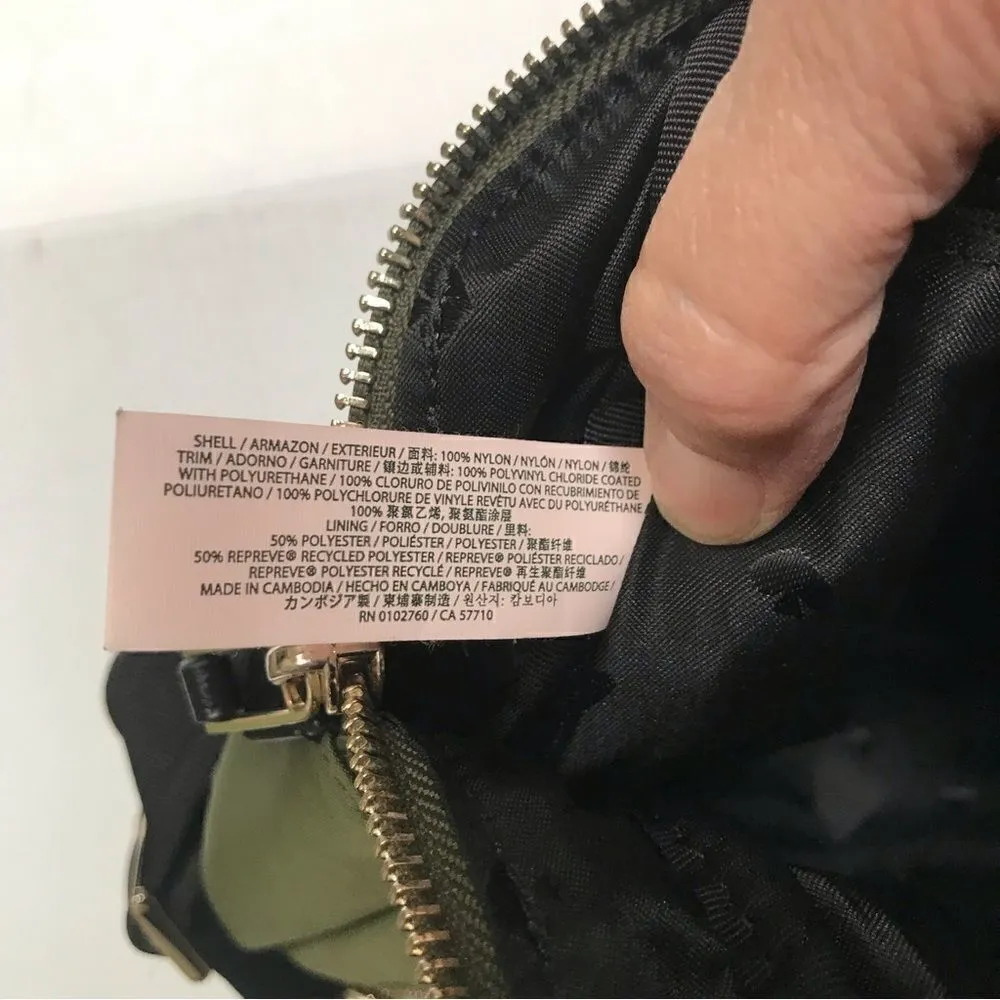 SHELL / ARMAZON / EXTERIEUR / 面料: 100% NYLON / NYLÓN / NYLON / 锦纶
TRIM / ADORNO / GARNITURE / 镶边或辅料: 100% POLYVINYL CHLORIDE COATED
WITH POLYURETHANE / 100% CLORURO DE POLIVINILO CON RECUBRIMIENTO DE
POLIURETANO / 100% POLYCHLORURE DE VINYLE REVÊTU AVEC DU POLYURÉTHANE
100% 聚氯乙烯, 聚氨酯涂层
LINING / FORRO / DOUBLURE / 里料:
50% POLYESTER / POLIÉSTER / POLYESTER / 聚酯纤维
50% REPREVE® RECYCLED POLYESTER / REPREVE® POLIÉSTER RECICLADO /
REPREVE® POLYESTER RECYCLÉ / REPREVE® 再生聚酯纤维
MADE IN CAMBODIA / HECHO EN CAMBOYA / FABRIQUÉ AU CAMBODGE /
カンボジア製 / 柬埔寨制造 / 원산지: 캄보디아
RN 0102760 / CA 57710